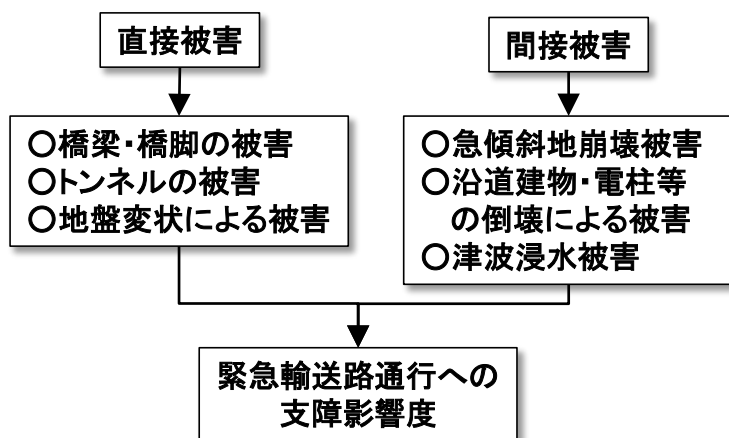 直接被害
○橋梁・橋脚の被害
○トンネルの被害
○地盤変状による被害
間接被害
○急傾斜地崩壊被害
○沿道建物・電柱等
の倒壊による被害
○津波浸水被害
緊急輸送路通行への
支障影響度